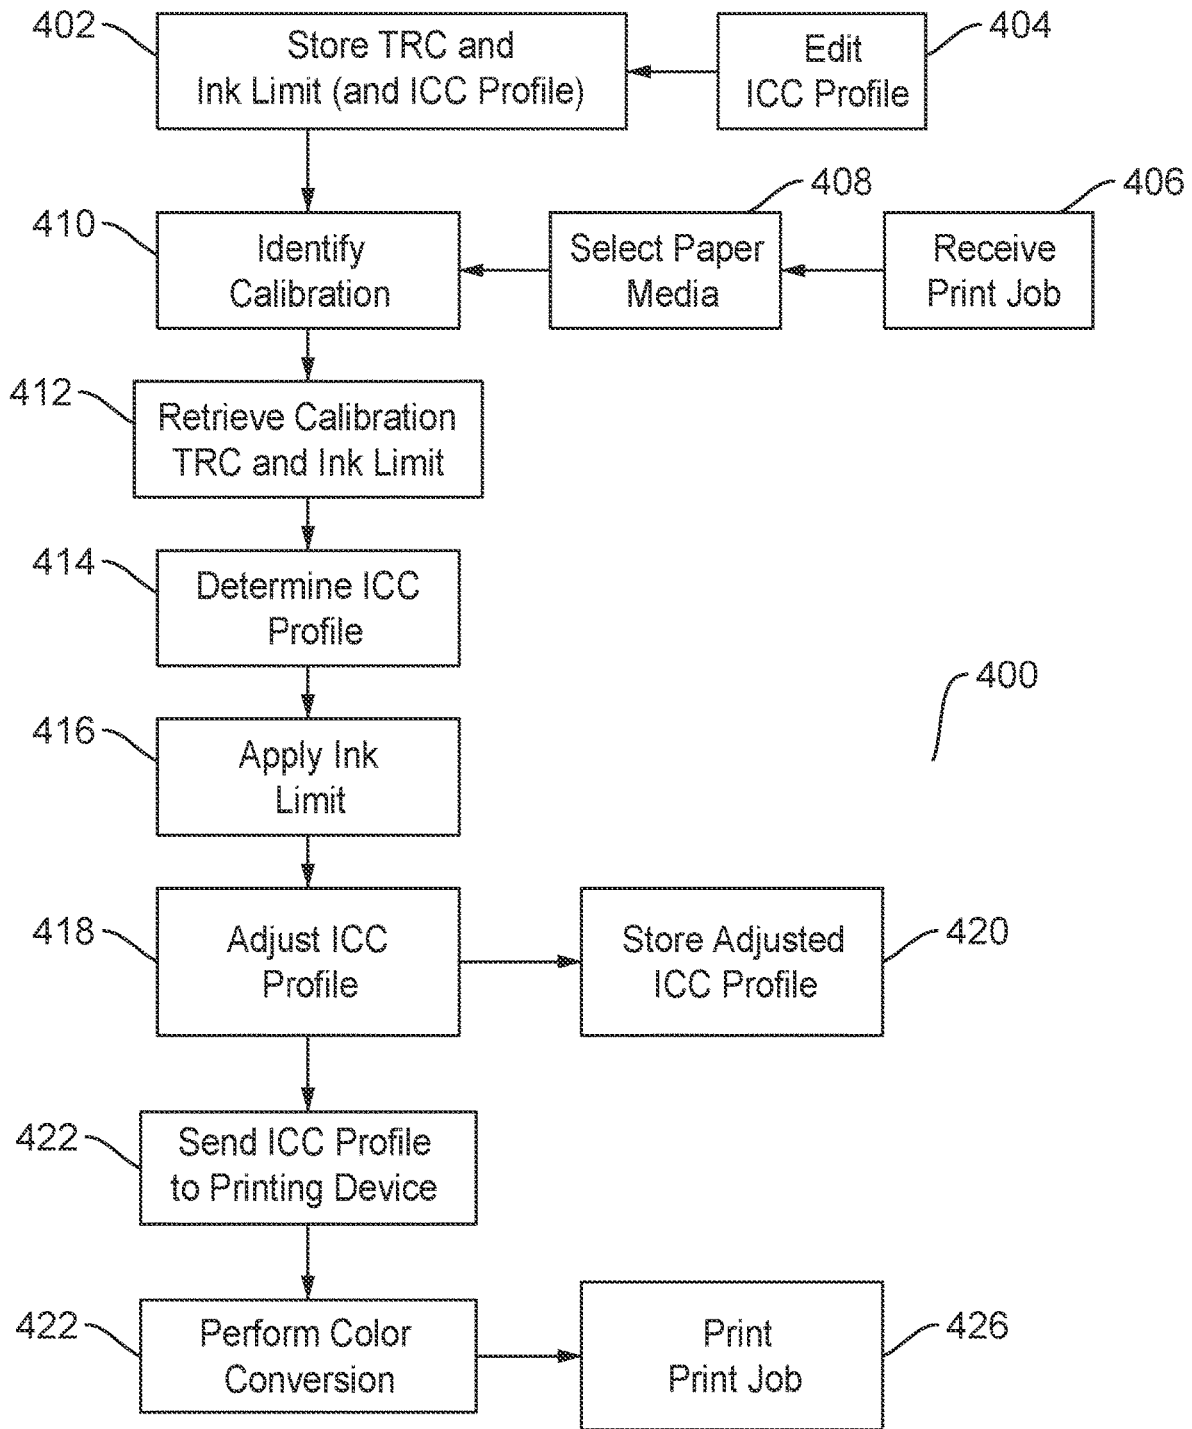 402
Store TRC and
Ink Limit (and ICC Profile)
Edit
ICC Profile
404
410
Identify
Calibration
408
Select Paper
Media
406
Receive
Print Job
412
Retrieve Calibration
TRC and Ink Limit
414
Determine ICC
Profile
400
416
Apply Ink
Limit
418
Adjust ICC
Profile
Store Adjusted
ICC Profile
420
422
Send ICC Profile
to Printing Device
422
Perform Color
Conversion
Print
Print Job
426